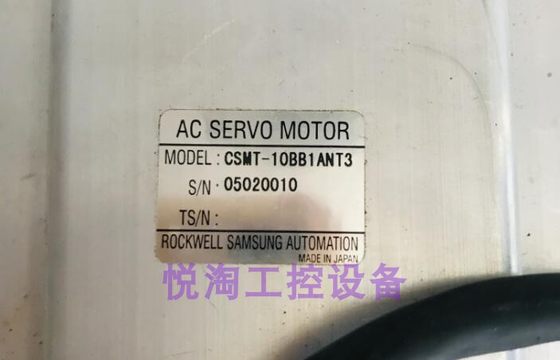 AC SERVO MOTOR
MODEL : CSMT-10BB1ANT3
S/N · 05020010
TS/N :
ROCKWELL SAMSUNG AUTOMATION
MADE IN JAPAN
悦淘工控设备